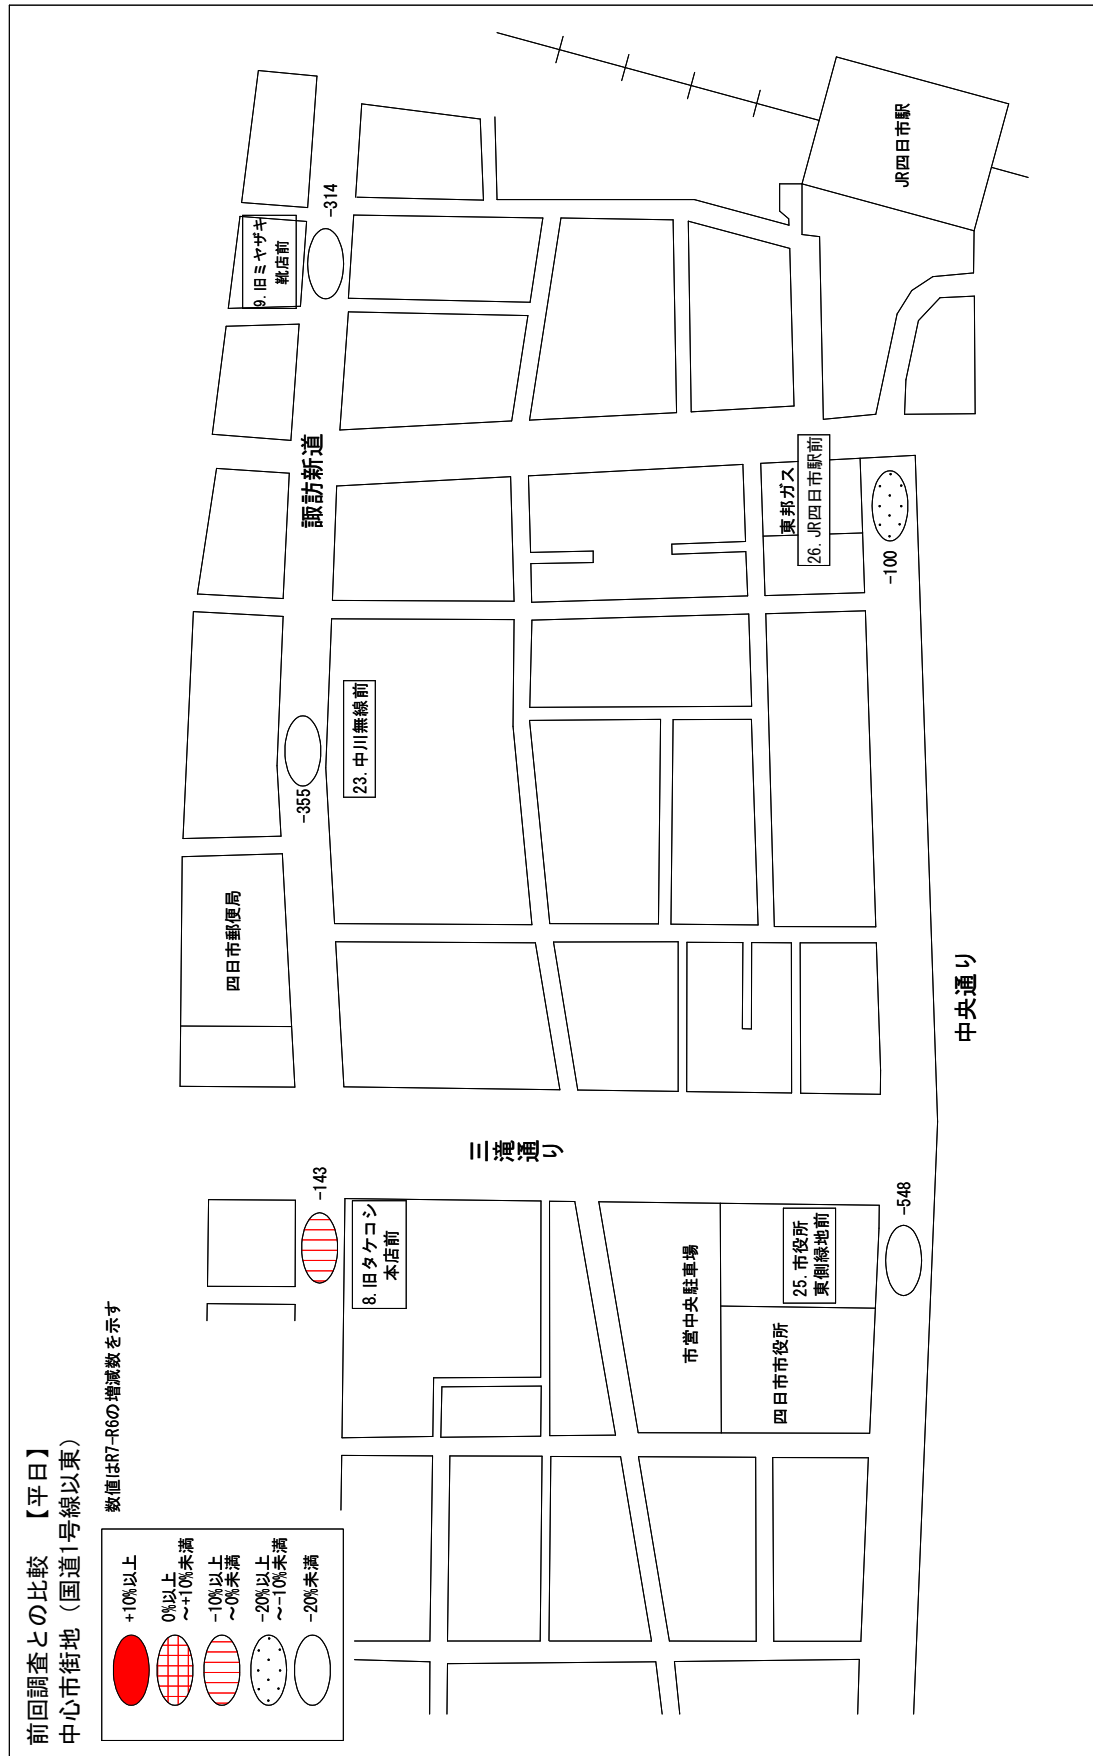 前回調査との比較 【平日】
中心市街地（国道1号線以東）
数値はR7-R6の増減数を示す
+10%以上
0%以上
～+10%未満
-10%以上
～0%未満
-20%以上
～-10%未満
-20%未満
四日市郵便局
-143
8. 旧タケコシ
本店前
-355
23. 中川無線前
諏訪新道
9. 旧ミヤザキ
靴店前
-314
三滝通り
市営中央駐車場
四日市市役所
25. 市役所
東側緑地前
-548
中央通り
東邦ガス
26. JR四日市駅前
-100
JR四日市駅